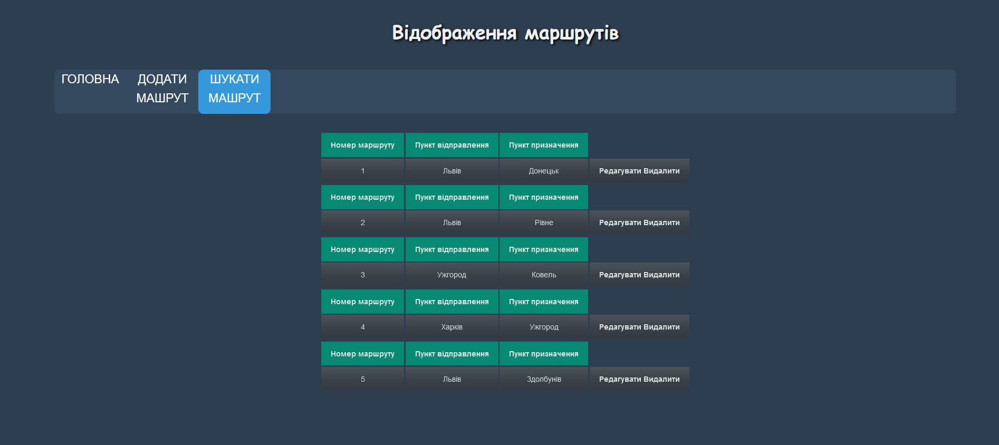 Відображення маршрутів
ГОЛОВНА
ДОДАТИ
МАШРУТ
ШУКАТИ
МАШРУТ
Номер маршруту Пункт відправлення Пункт призначення
1 Львів Донецьк Редагувати Видалити
Номер маршруту Пункт відправлення Пункт призначення
2 Львів Рівне Редагувати Видалити
Номер маршруту Пункт відправлення Пункт призначення
3 Ужгород Ковель Редагувати Видалити
Номер маршруту Пункт відправлення Пункт призначення
4 Харків Ужгород Редагувати Видалити
Номер маршруту Пункт відправлення Пункт призначення
5 Львів Здолбунів Редагувати Видалити